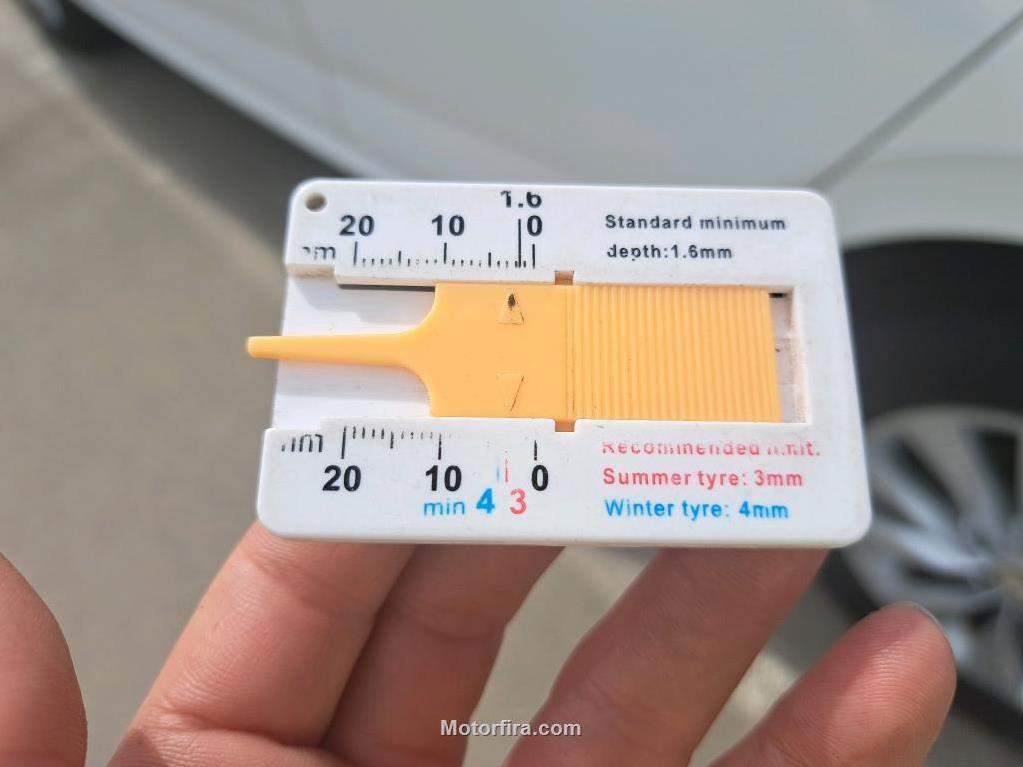 1.6
20 10 0
Standard minimum
depth:1.6mm
20 10 0
min 4 3
Recommended
Summer tyre: 3mm
Winter tyre: 4mm
Motorfira.com